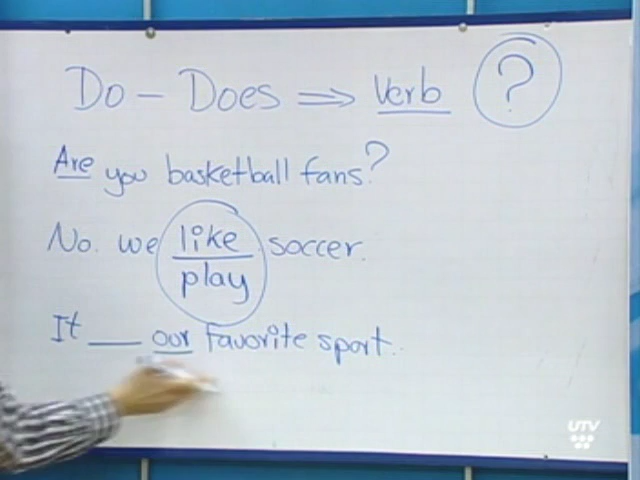 Do - Does ⇒ Verb ?
Are you basketball fans?
No. we like soccer.
play
It ___ our favorite sport.
UTV